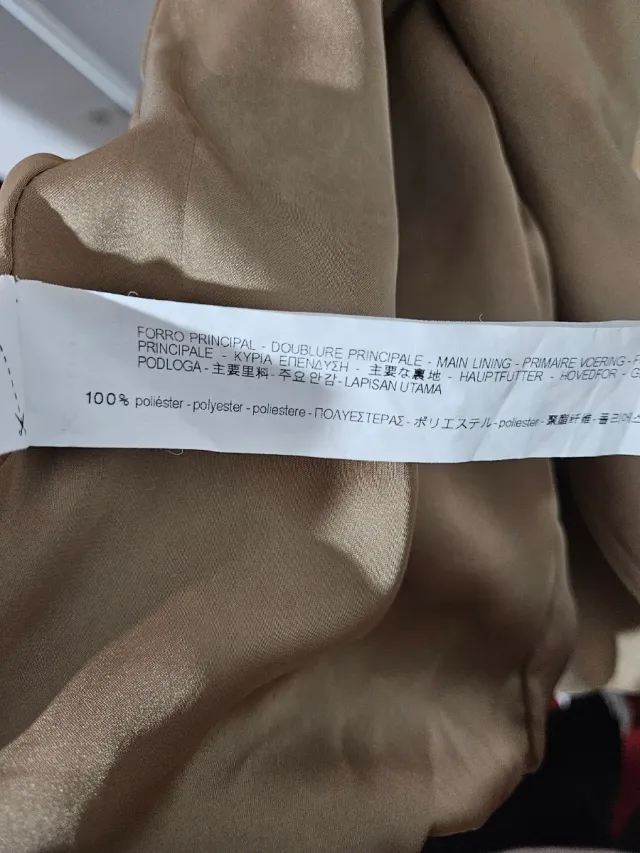 FORRO PRINCIPAL - DOUBLURE PRINCIPALE - MAIN LINING - PRIMAIRE VOERING -
PRINCIPALE - ΚΥΡΙΑ ΕΠΕΝΔΥΣΗ - 主要な裏地 - HAUPTFUTTER - HOVEDFOR -
PODLOGA - 主要里料 - 주요 안감 - LAPISAN UTAMA
100% poliéster - polyester - poliestere - ΠΟΛΥΕΣΤΕΡΑΣ - ポリエステル - poliester - 聚酯纤维 -